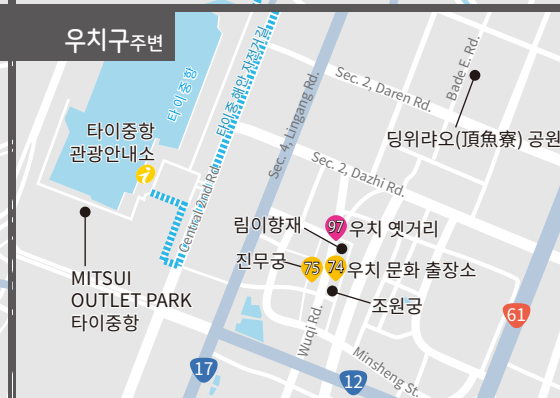 우치구주변
Sec. 2, Daren Rd.
Bade E. Rd.
타이중항
타이중 해안 자전거길
Sec. 4, Lingang Rd.
딩위랴오(頂魚寮) 공원
타이중항
관광안내소
Sec. 2, Dazhi Rd.
Central 2nd Rd.
림이향재
97 우치 옛거리
진무궁
75
74 우치 문화 출장소
조원궁
MITSUI
OUTLET PARK
타이중항
Wuqi Rd.
61
Minsheng St.
17
12